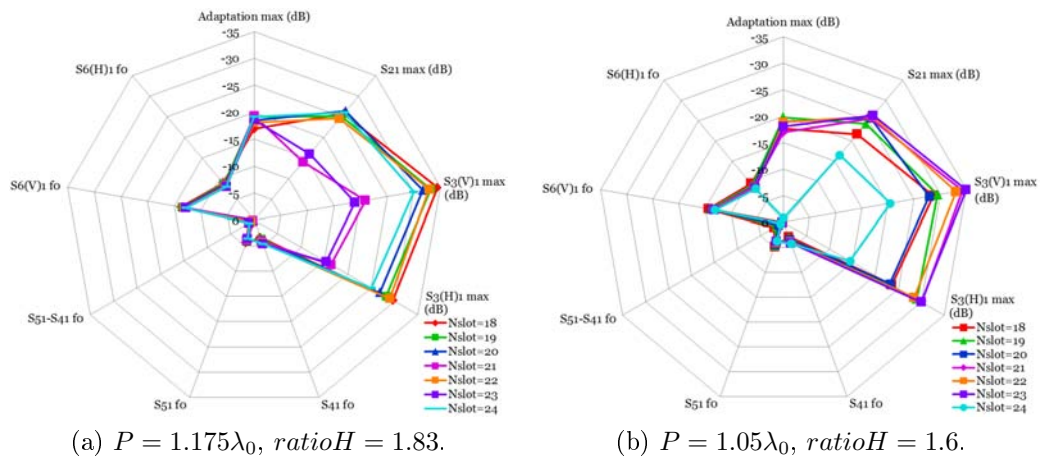 Adaptation max (dB)
-35
-30
-25
-20
-15
-10
-5
0
S21 max (dB)
S3(V)1 max
(dB)
S3(H)1 max
(dB)
S41 fo
S51 fo
S51-S41 fo
S6(V)1 fo
S6(H)1 fo
Nslot=18
Nslot=19
Nslot=20
Nslot=21
Nslot=22
Nslot=23
Nslot=24
(a) P = 1.175λ₀, ratioH = 1.83.
Adaptation max (dB)
-35
-30
-25
-20
-15
-10
-5
0
S21 max (dB)
S3(V)1 max
(dB)
S3(H)1 max
(dB)
S41 fo
S51 fo
S51-S41 fo
S6(V)1 fo
S6(H)1 fo
Nslot=18
Nslot=19
Nslot=20
Nslot=21
Nslot=22
Nslot=23
Nslot=24
(b) P = 1.05λ₀, ratioH = 1.6.